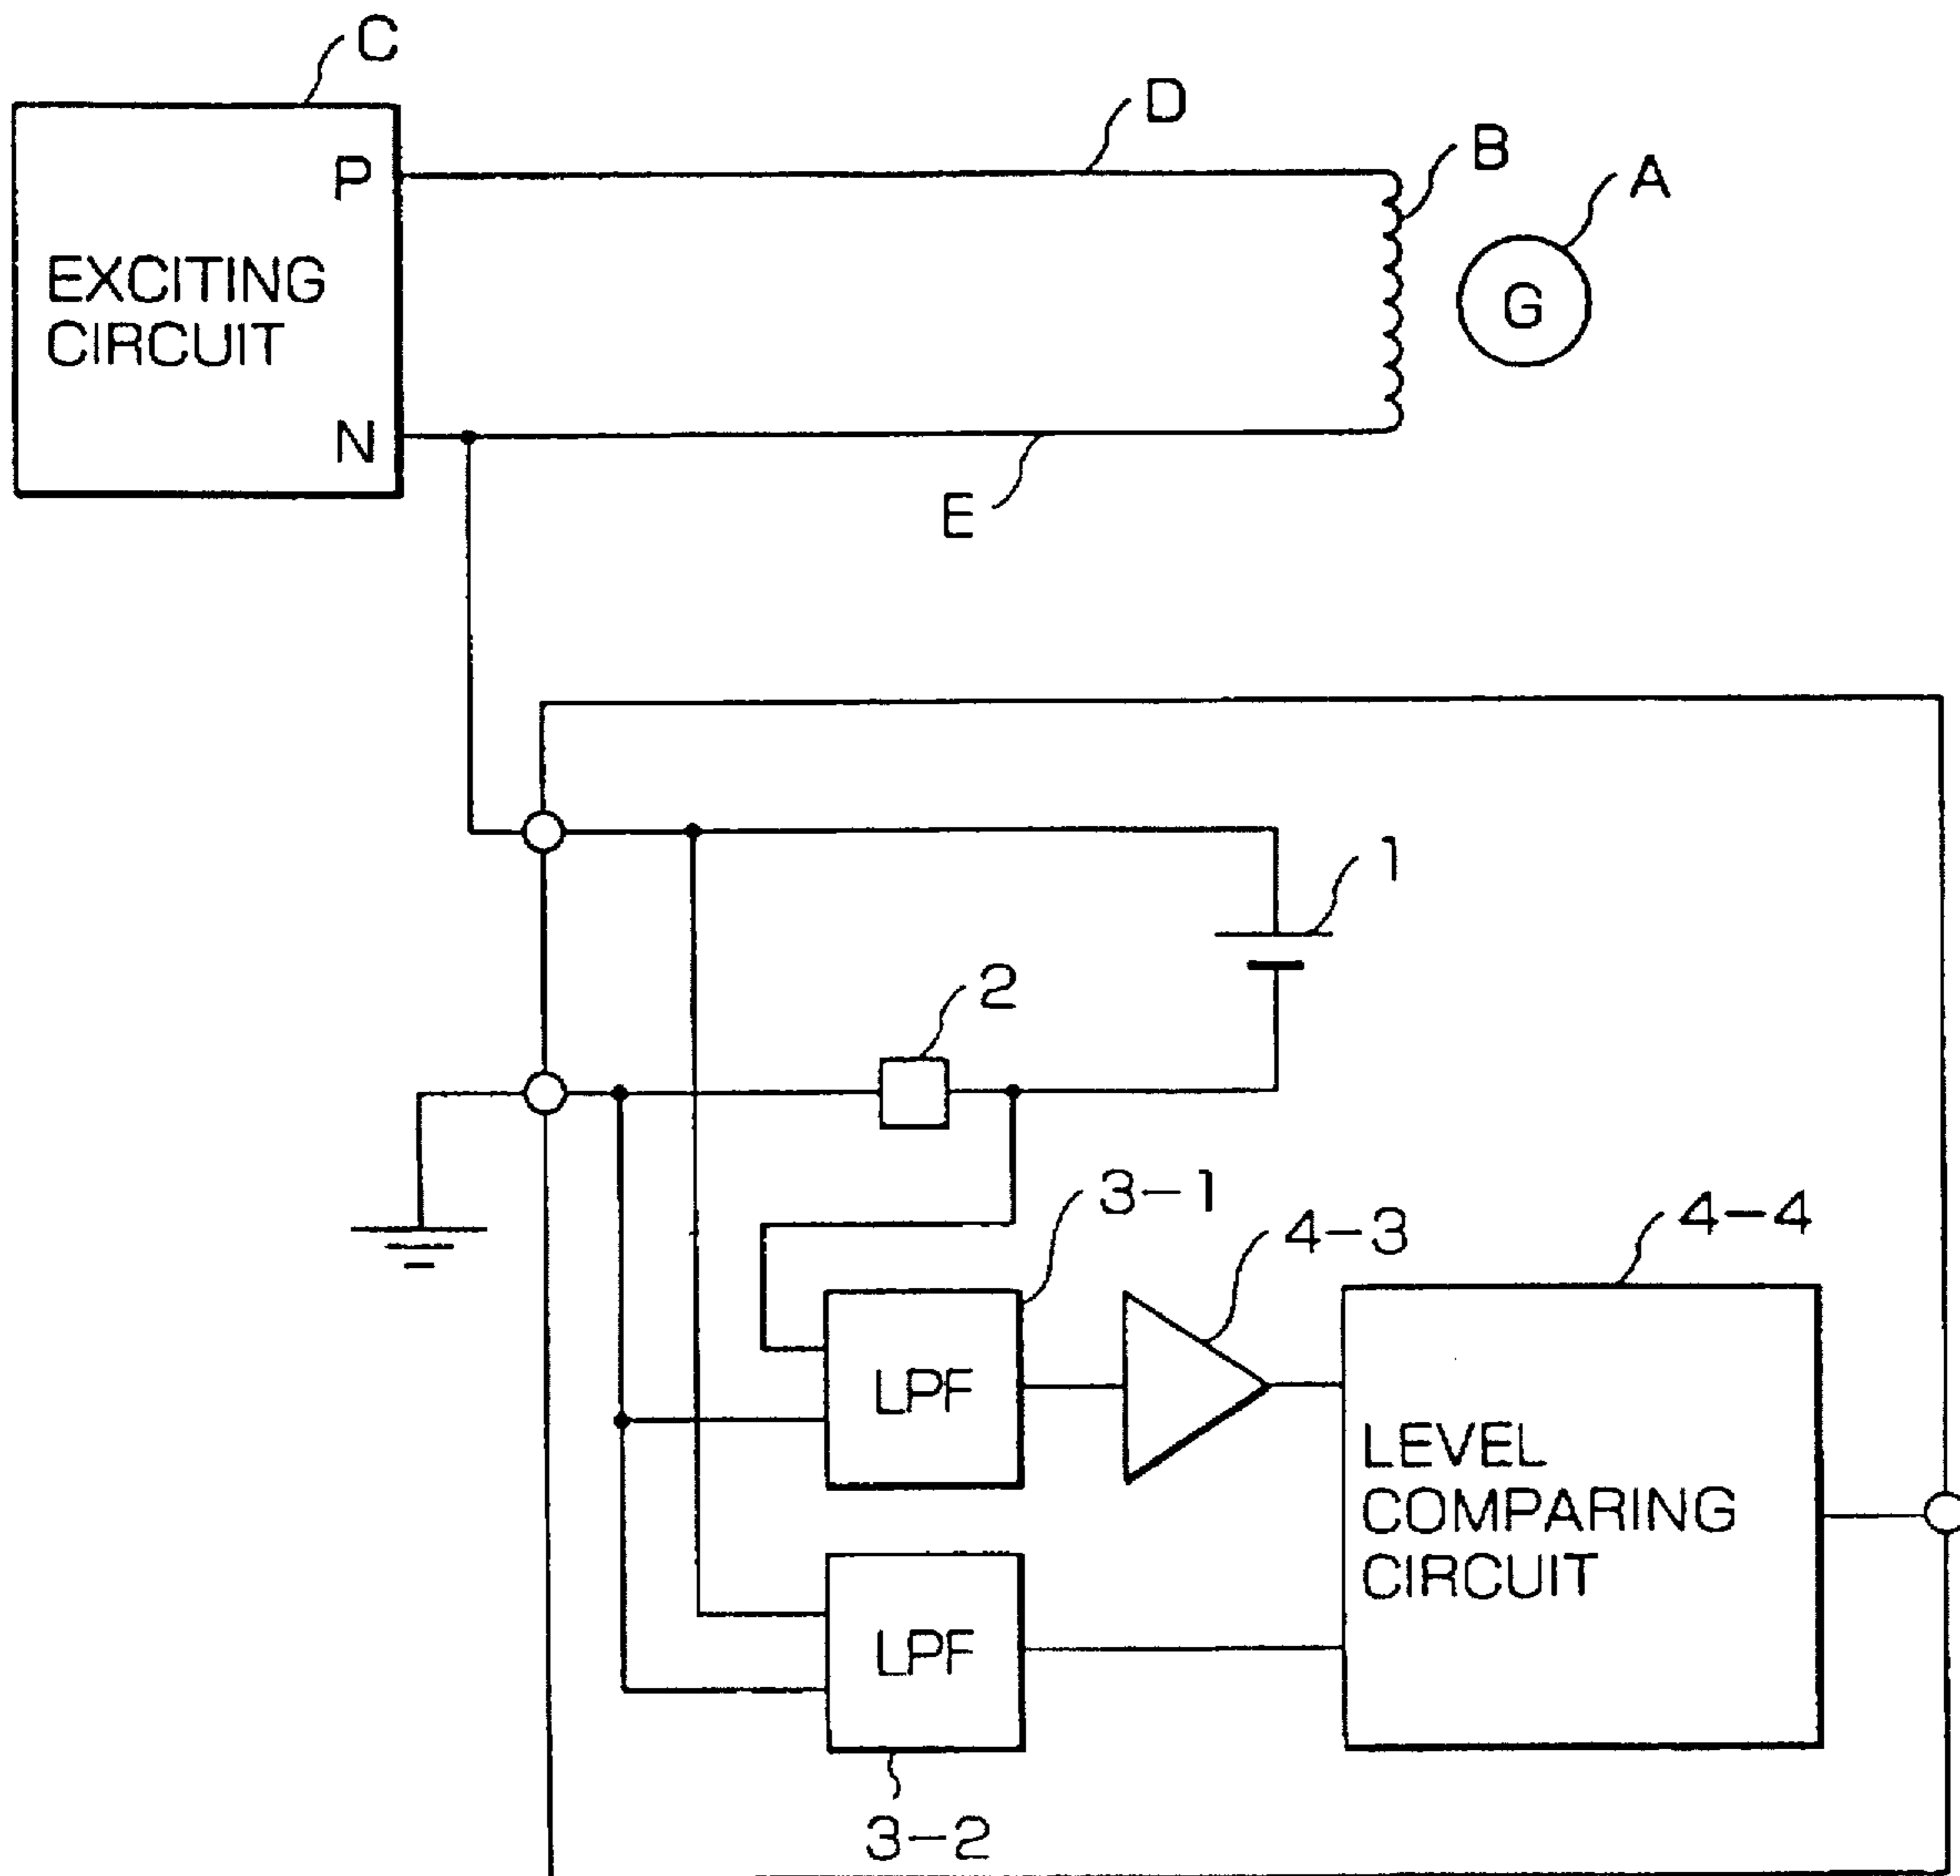 C
D
B
A
P
EXCITING
CIRCUIT
G
N
E
1
2
3-1
4-3
4-4
LPF
LEVEL
COMPARING
CIRCUIT
LPF
3-2